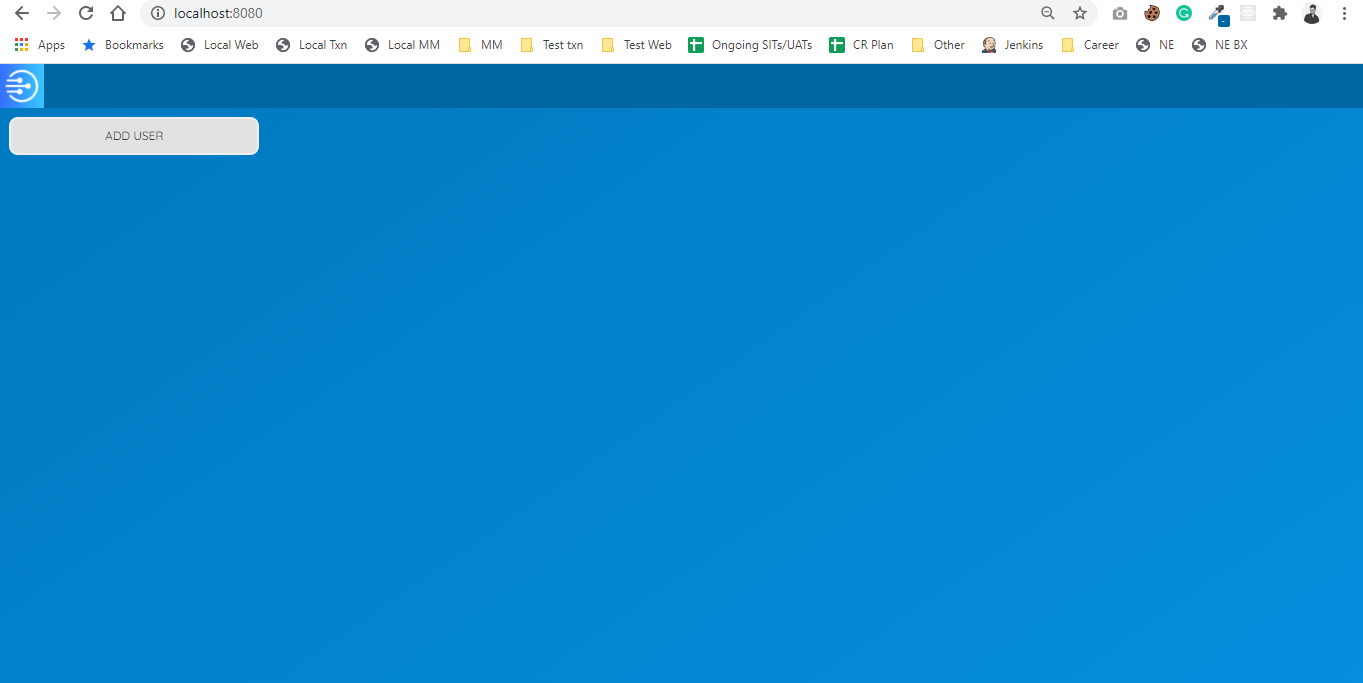 localhost:8080
Apps Bookmarks Local Web Local Txn Local MM MM Test txn Test Web Ongoing SITs/UATs CR Plan Other Jenkins Career NE NE BX
ADD USER